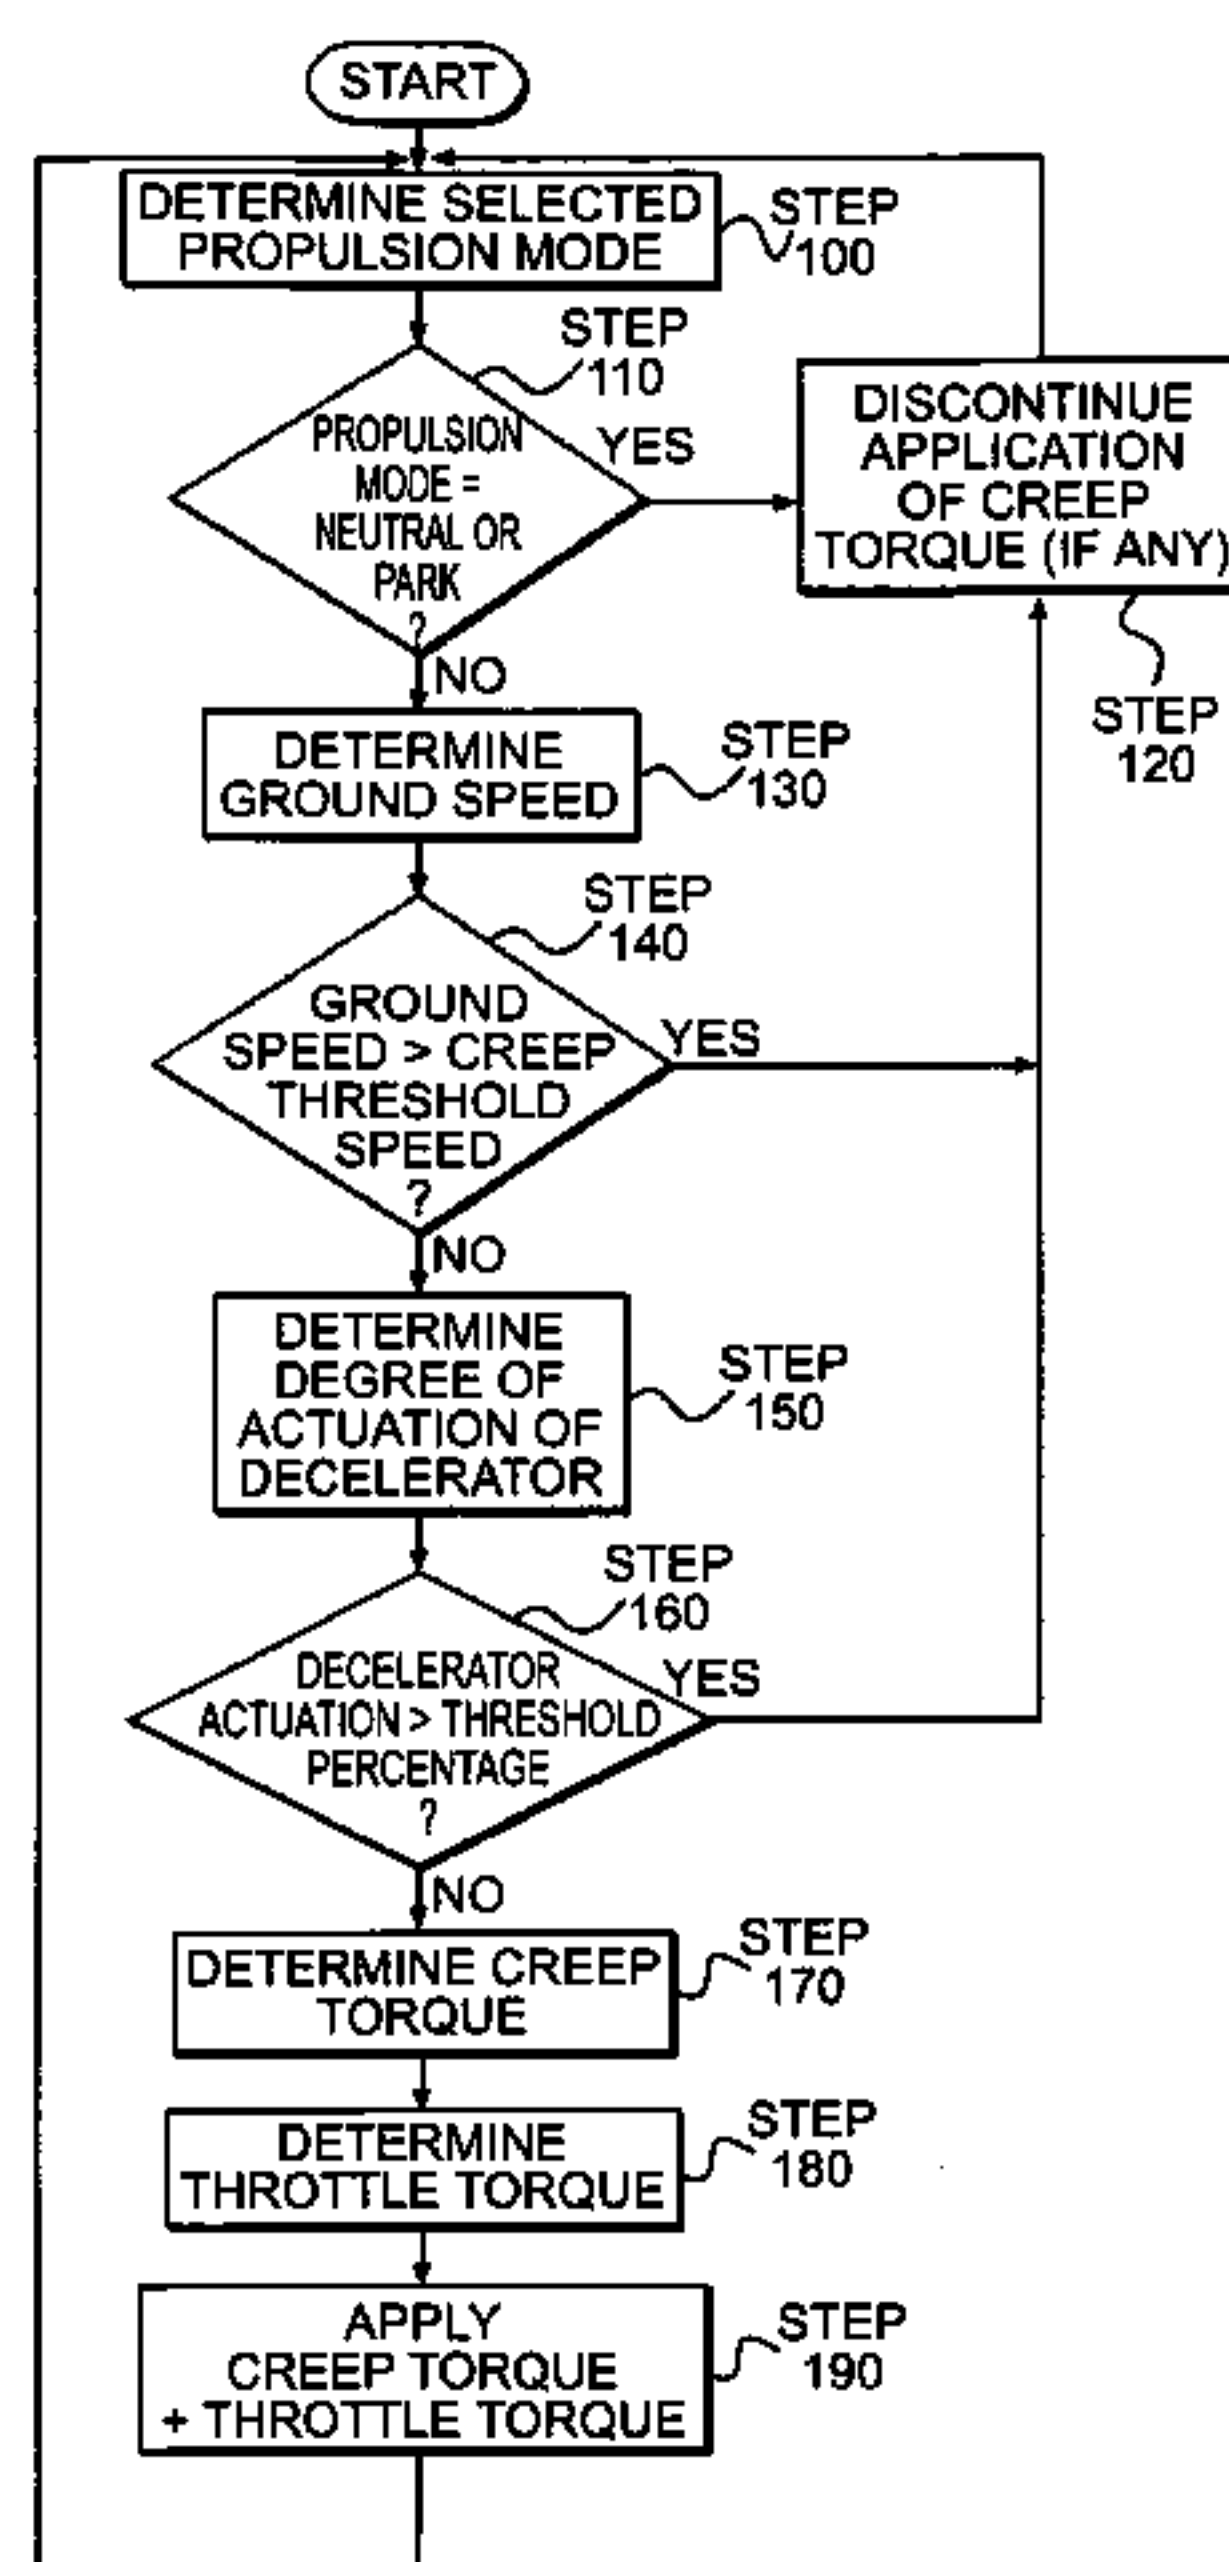 START
DETERMINE SELECTED
PROPULSION MODE
STEP
100
STEP
110
PROPULSION
MODE =
NEUTRAL OR
PARK
?
YES
DISCONTINUE
APPLICATION
OF CREEP
TORQUE (IF ANY)
STEP
120
NO
DETERMINE
GROUND SPEED
STEP
130
STEP
140
GROUND
SPEED > CREEP
THRESHOLD
SPEED
?
YES
NO
DETERMINE
DEGREE OF
ACTUATION OF
DECELERATOR
STEP
150
STEP
160
DECELERATOR
ACTUATION > THRESHOLD
PERCENTAGE
?
YES
NO
DETERMINE CREEP
TORQUE
STEP
170
DETERMINE
THROTTLE TORQUE
STEP
180
APPLY
CREEP TORQUE
+ THROTTLE TORQUE
STEP
190